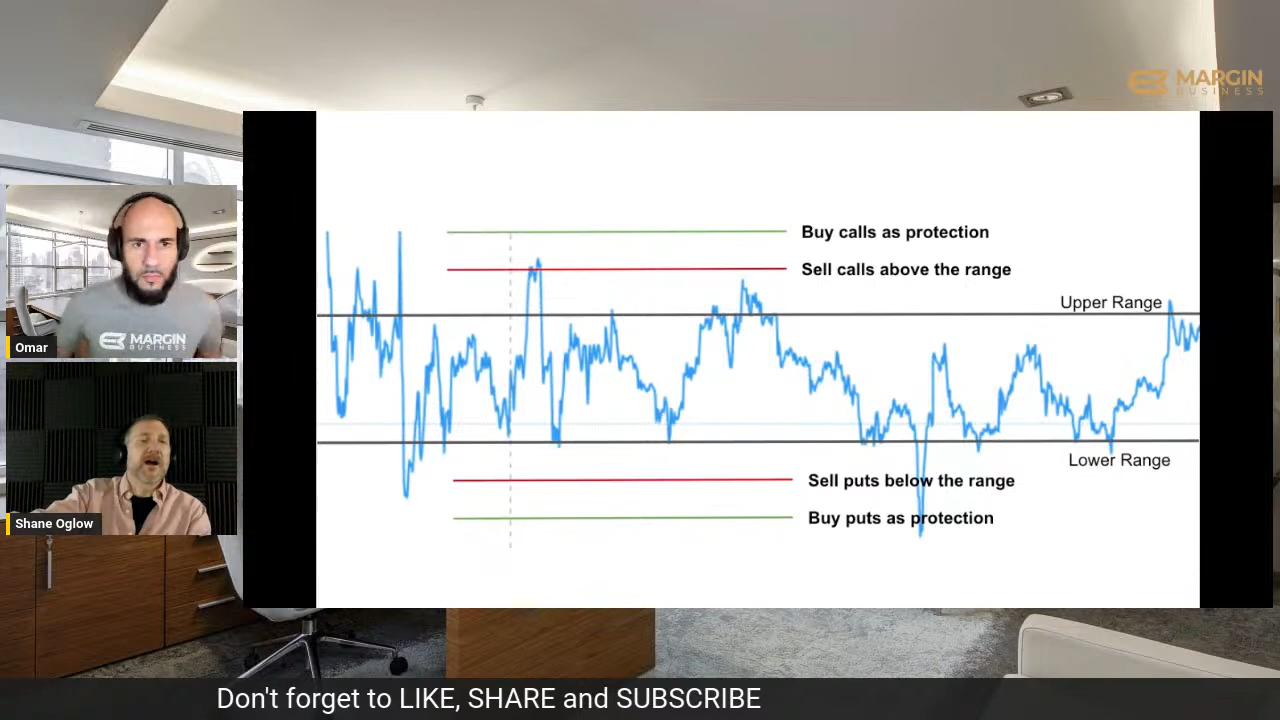 MARGIN
BUSINESS
Buy calls as protection
Sell calls above the range
Upper Range
MARGIN
BUSINESS
Omar
Lower Range
Sell puts below the range
Buy puts as protection
Shane Oglow
Don't forget to LIKE, SHARE and SUBSCRIBE